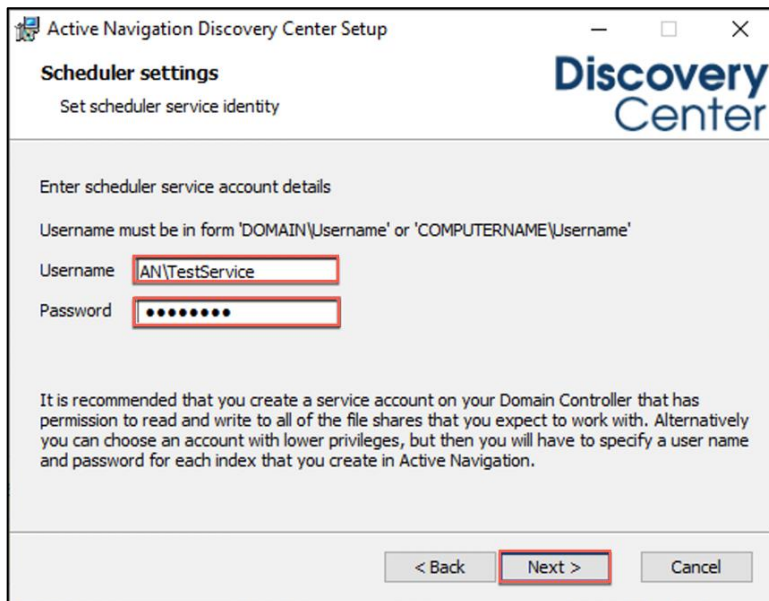 Active Navigation Discovery Center Setup
Scheduler settings
Set scheduler service identity
Discovery
Center
Enter scheduler service account details
Username must be in form 'DOMAIN\Username' or 'COMPUTERNAME\Username'
Username AN\TestService
Password ●●●●●●●●
It is recommended that you create a service account on your Domain Controller that has
permission to read and write to all of the file shares that you expect to work with. Alternatively
you can choose an account with lower privileges, but then you will have to specify a user name
and password for each index that you create in Active Navigation.
< Back Next > Cancel